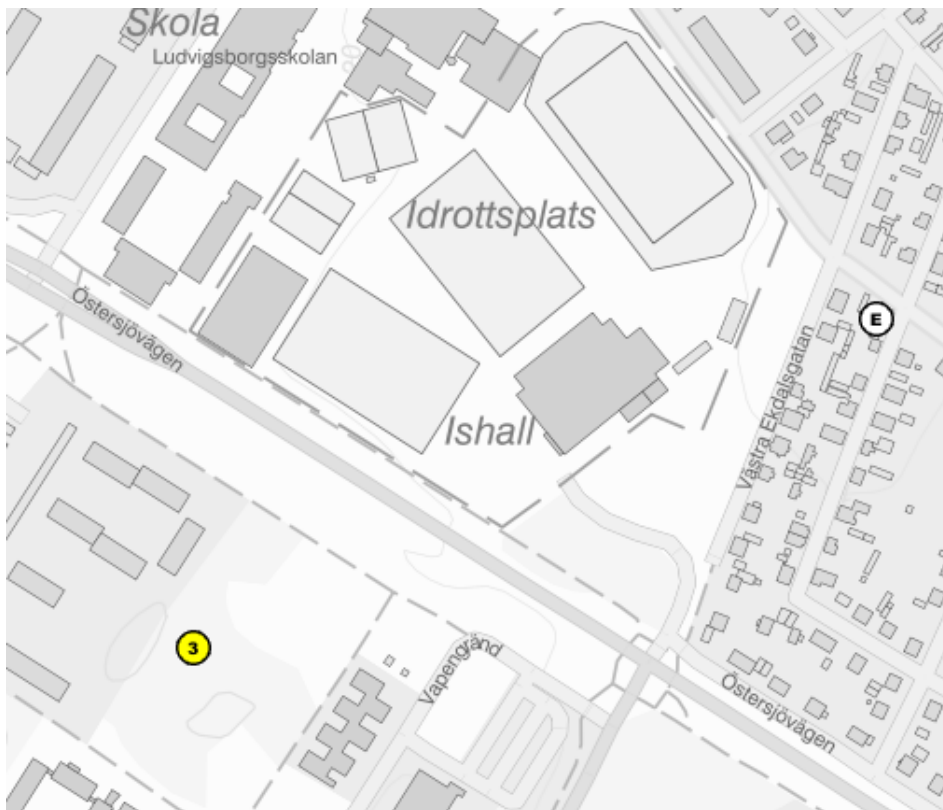 Skola
Ludvigsborgsskolan
Idrottsplats
E
Östersjövägen
Västra Ekdalsgatan
Ishall
3
Vapengränd
Östersjövägen